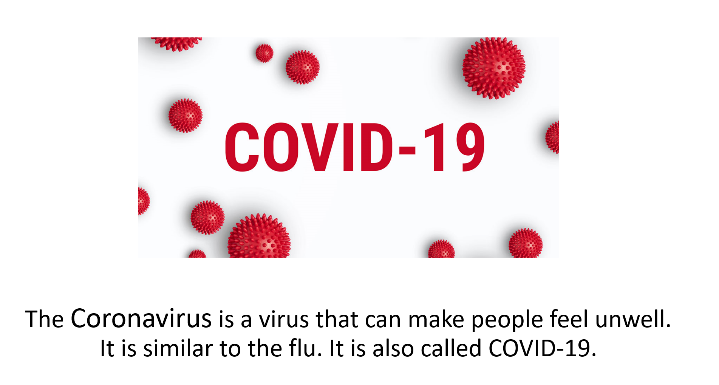 COVID-19
The Coronavirus is a virus that can make people feel unwell.
It is similar to the flu. It is also called COVID-19.